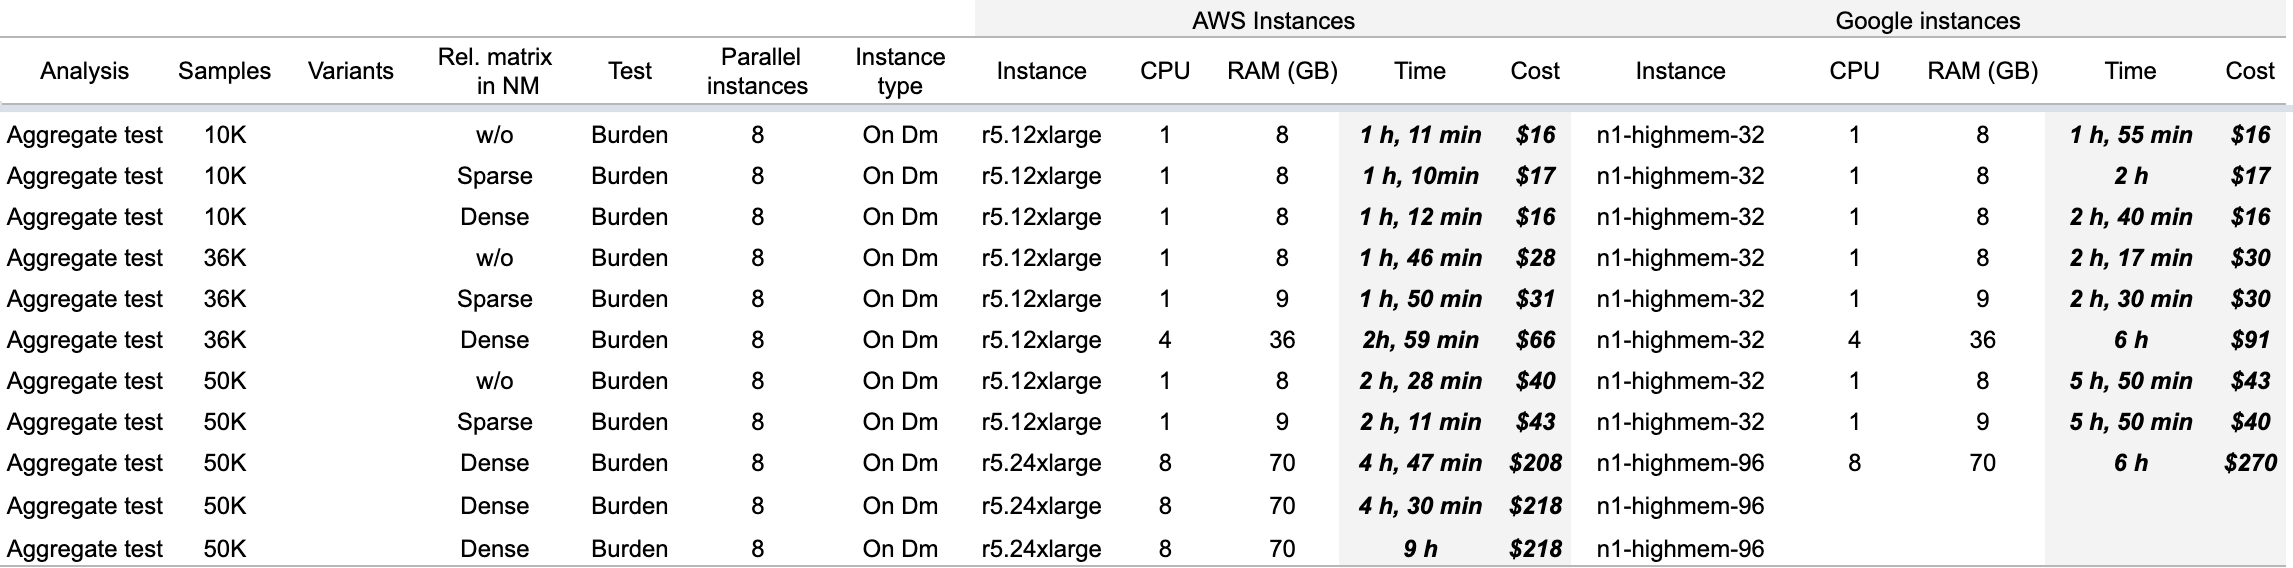 AWS Instances Google instances
Analysis Samples Variants Rel. matrix in NM Test Parallel instances Instance type Instance CPU RAM (GB) Time Cost Instance CPU RAM (GB) Time Cost
Aggregate test 10K w/o Burden 8 On Dm r5.12xlarge 1 8 1 h, 11 min $16 n1-highmem-32 1 8 1 h, 55 min $16
Aggregate test 10K Sparse Burden 8 On Dm r5.12xlarge 1 8 1 h, 10min $17 n1-highmem-32 1 8 2 h $17
Aggregate test 10K Dense Burden 8 On Dm r5.12xlarge 1 8 1 h, 12 min $16 n1-highmem-32 1 8 2 h, 40 min $16
Aggregate test 36K w/o Burden 8 On Dm r5.12xlarge 1 8 1 h, 46 min $28 n1-highmem-32 1 8 2 h, 17 min $30
Aggregate test 36K Sparse Burden 8 On Dm r5.12xlarge 1 9 1 h, 50 min $31 n1-highmem-32 1 9 2 h, 30 min $30
Aggregate test 36K Dense Burden 8 On Dm r5.12xlarge 4 36 2h, 59 min $66 n1-highmem-32 4 36 6 h $91
Aggregate test 50K w/o Burden 8 On Dm r5.12xlarge 1 8 2 h, 28 min $40 n1-highmem-32 1 8 5 h, 50 min $43
Aggregate test 50K Sparse Burden 8 On Dm r5.12xlarge 1 9 2 h, 11 min $43 n1-highmem-32 1 9 5 h, 50 min $40
Aggregate test 50K Dense Burden 8 On Dm r5.24xlarge 8 70 4 h, 47 min $208 n1-highmem-96 8 70 6 h $270
Aggregate test 50K Dense Burden 8 On Dm r5.24xlarge 8 70 4 h, 30 min $218 n1-highmem-96
Aggregate test 50K Dense Burden 8 On Dm r5.24xlarge 8 70 9 h $218 n1-highmem-96